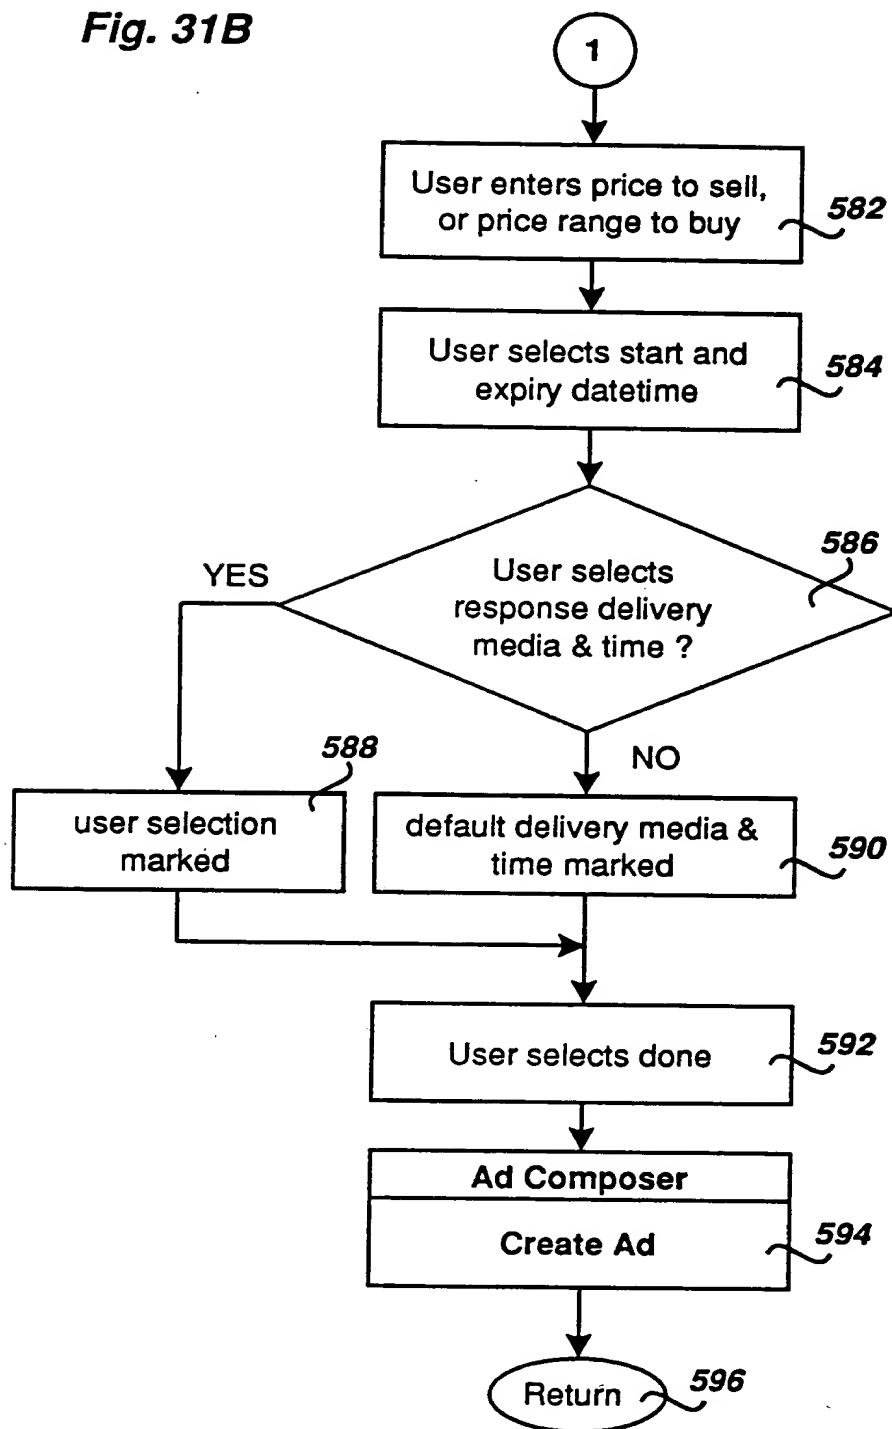 Fig. 31B
1
User enters price to sell,
or price range to buy
582
User selects start and
expiry datetime
584
586
YES
User selects
response delivery
media & time ?
588
NO
user selection
marked
default delivery media &
time marked
590
User selects done
592
Ad Composer
Create Ad
594
Return
596